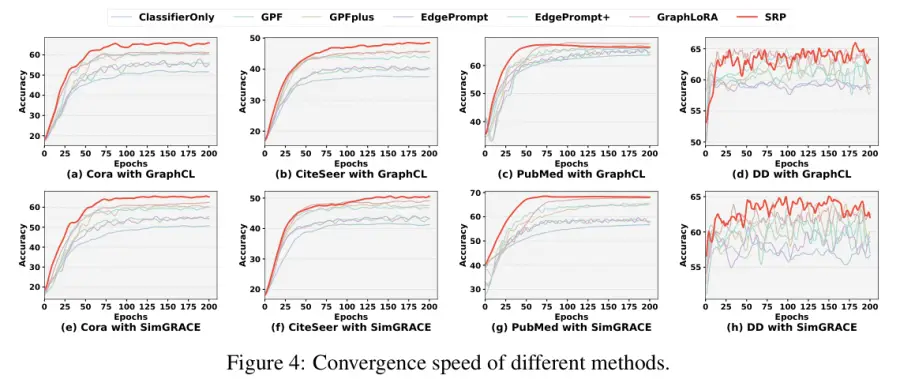 ClassifierOnly GPF GPFplus EdgePrompt EdgePrompt+ GraphLoRA SRP
Accuracy
60
50
40
30
20
0 25 50 75 100 125 150 175 200
Epochs
(a) Cora with GraphCL
Accuracy
50
40
30
20
0 25 50 75 100 125 150 175 200
Epochs
(b) CiteSeer with GraphCL
Accuracy
60
40
0 25 50 75 100 125 150 175 200
Epochs
(c) PubMed with GraphCL
Accuracy
65
60
55
50
0 25 50 75 100 125 150 175 200
Epochs
(d) DD with GraphCL
Accuracy
60
50
40
30
20
0 25 50 75 100 125 150 175 200
Epochs
(e) Cora with SimGRACE
Accuracy
50
40
30
20
0 25 50 75 100 125 150 175 200
Epochs
(f) CiteSeer with SimGRACE
Accuracy
70
60
50
40
30
0 25 50 75 100 125 150 175 200
Epochs
(g) PubMed with SimGRACE
Accuracy
65
60
55
0 25 50 75 100 125 150 175 200
Epochs
(h) DD with SimGRACE
Figure 4: Convergence speed of different methods.